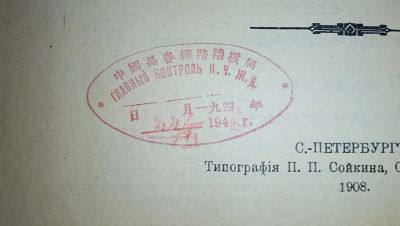 中國長春鐵路稽核局
ГЛАВНЫЙ КОНТРОЛЬ К. Ч. Ж. Д.
日 月一九四 年
194 г.
С.-ПЕТЕРБУРГ
Типографія П. П. Сойкина,
1908.